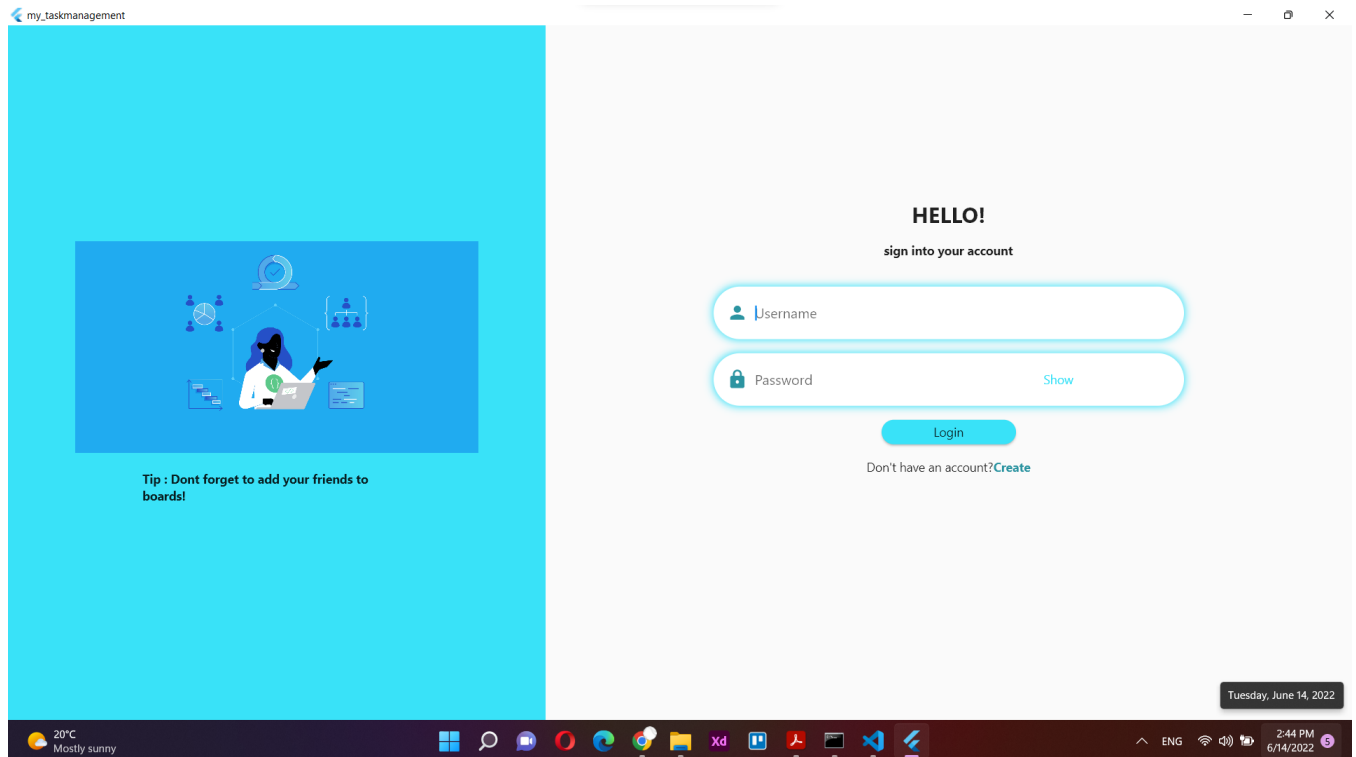 my_taskmanagement
HELLO!
sign into your account
Username
Password
Show
Login
Don't have an account?Create
Tip : Dont forget to add your friends to
boards!
Tuesday, June 14, 2022
20°C
Mostly sunny
Xd
ENG
2:44 PM
6/14/2022
5